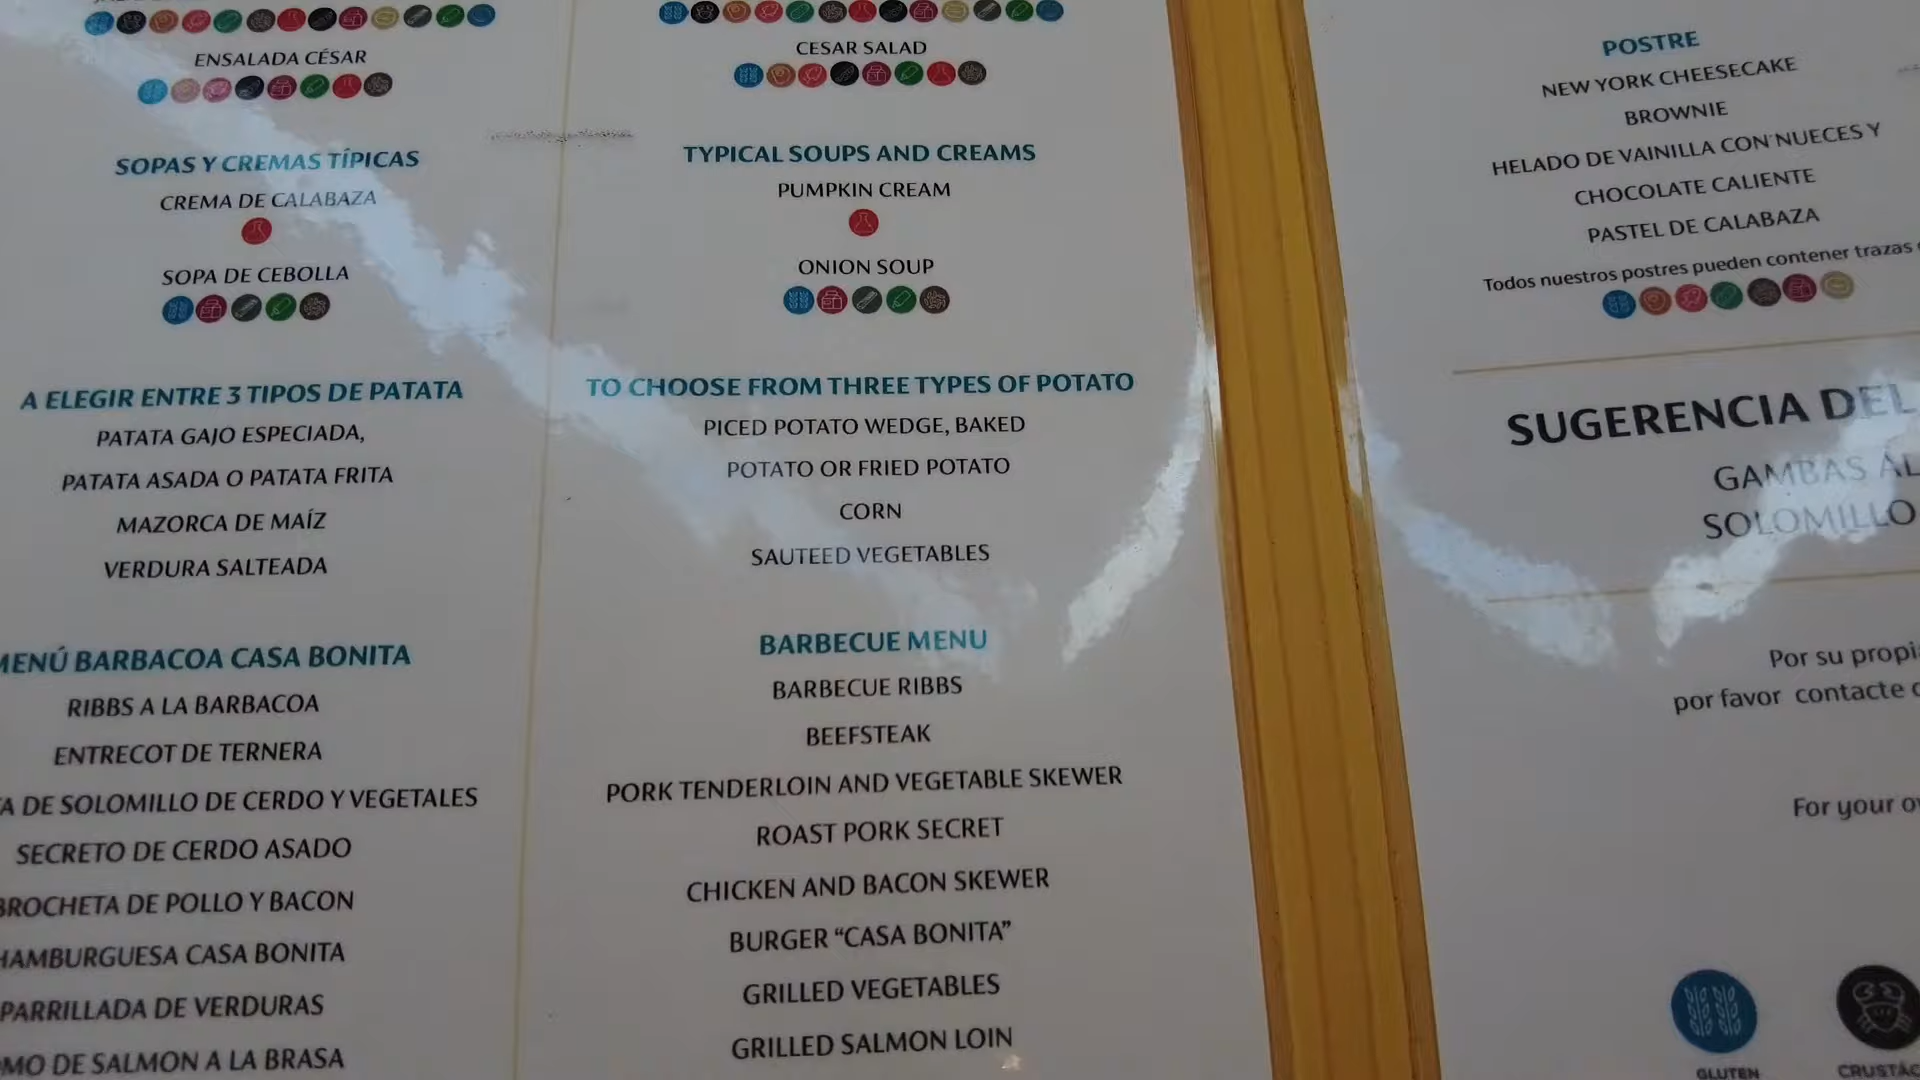 ENSALADA CÉSAR
SOPAS Y CREMAS TÍPICAS
CREMA DE CALABAZA
SOPA DE CEBOLLA
A ELEGIR ENTRE 3 TIPOS DE PATATA
PATATA GAJO ESPECIADA,
PATATA ASADA O PATATA FRITA
MAZORCA DE MAÍZ
VERDURA SALTEADA
MENÚ BARBACOA CASA BONITA
RIBBS A LA BARBACOA
ENTRECOT DE TERNERA
DE SOLOMILLO DE CERDO Y VEGETALES
SECRETO DE CERDO ASADO
BROCHETA DE POLLO Y BACON
HAMBURGUESA CASA BONITA
PARRILLADA DE VERDURAS
DE SALMON A LA BRASA
CESAR SALAD
TYPICAL SOUPS AND CREAMS
PUMPKIN CREAM
ONION SOUP
TO CHOOSE FROM THREE TYPES OF POTATO
PICED POTATO WEDGE, BAKED
POTATO OR FRIED POTATO
CORN
SAUTEED VEGETABLES
BARBECUE MENU
BARBECUE RIBBS
BEEFSTEAK
PORK TENDERLOIN AND VEGETABLE SKEWER
ROAST PORK SECRET
CHICKEN AND BACON SKEWER
BURGER “CASA BONITA”
GRILLED VEGETABLES
GRILLED SALMON LOIN
POSTRE
NEW YORK CHEESECAKE
BROWNIE
HELADO DE VAINILLA CON NUECES Y
CHOCOLATE CALIENTE
PASTEL DE CALABAZA
Todos nuestros postres pueden contener trazas
SUGERENCIA DEL
GAMBAS AL
SOLOMILLO
Por su propi
por favor contacte
For your
GLUTEN
CRUSTÁC